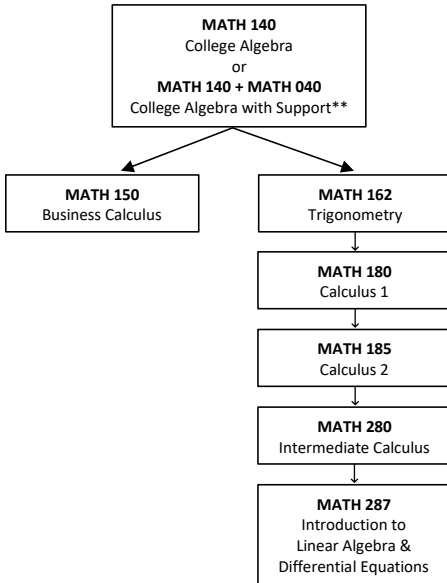 MATH 140
College Algebra
or
MATH 140 + MATH 040
College Algebra with Support**
MATH 150
Business Calculus
MATH 162
Trigonometry
MATH 180
Calculus 1
MATH 185
Calculus 2
MATH 280
Intermediate Calculus
MATH 287
Introduction to
Linear Algebra &
Differential Equations